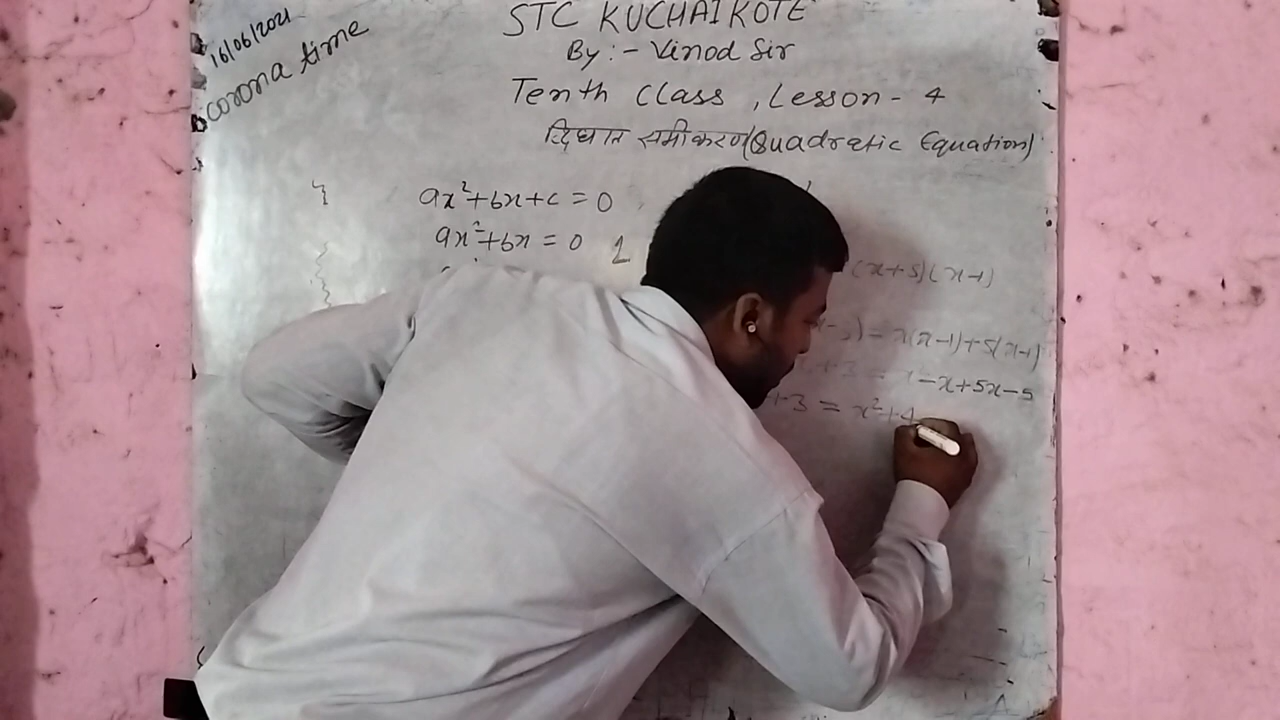 16/06/2021
corona time
STC KUCHAIKOTE
By :- Vinod Sir
Tenth Class , Lesson - 4
द्विघात समीकरण (Quadratic Equation)
ax²+bx+c = 0
ax²+bx = 0
(x+5)(x-1)
= x(x-1)+5(x-1)
+3 = x²-x+5x-5
+3 = x²+4